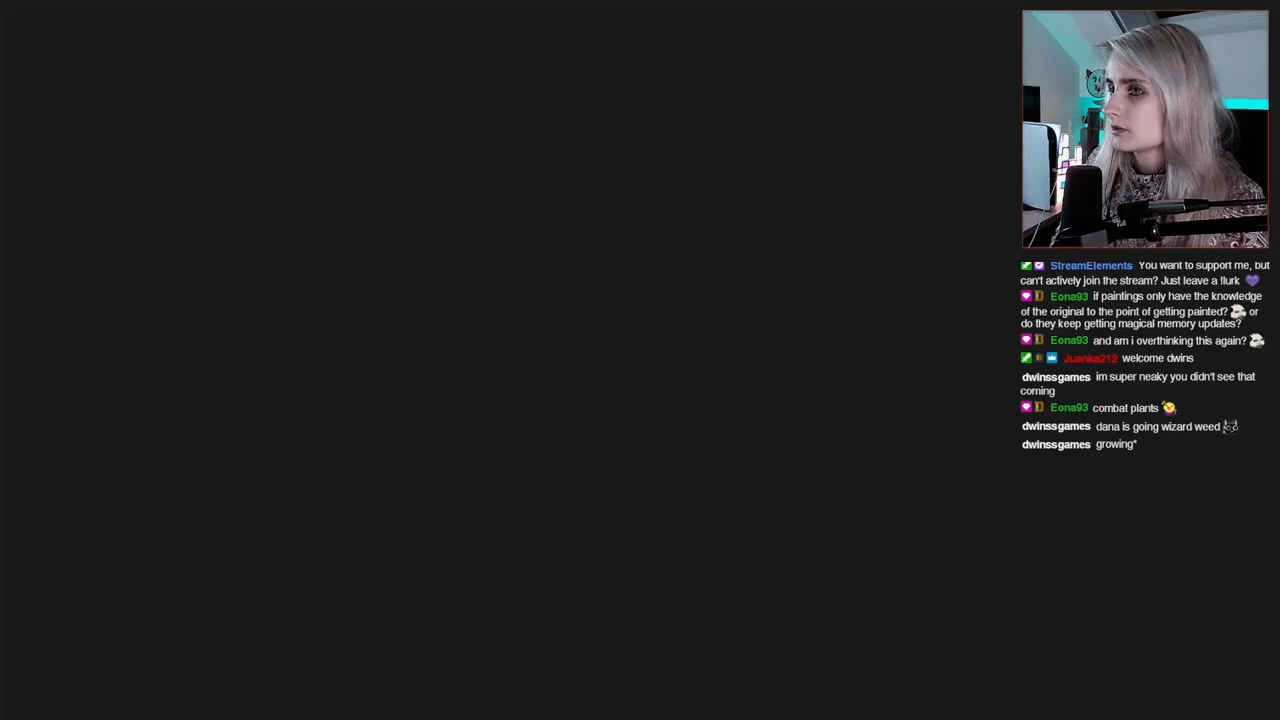 StreamElements You want to support me, but
can't actively join the stream? Just leave a !lurk
Eona93 if paintings only have the knowledge
of the original to the point of getting painted? or
do they keep getting magical memory updates?
Eona93 and am i overthinking this again?
Juanka212 welcome dwins
dwinssgames im super neaky you didn't see that
coming
Eona93 combat plants
dwinssgames dana is going wizard weed
dwinssgames growing*